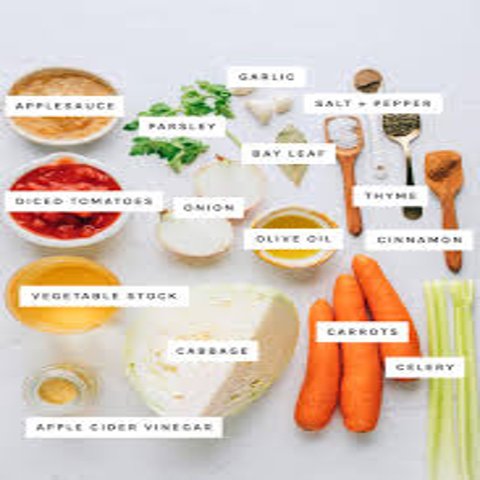 GARLIC
APPLESAUCE
SALT + PEPPER
PARSLEY
BAY LEAF
DICED TOMATOES
ONION
THYME
OLIVE OIL
CINNAMON
VEGETABLE STOCK
CARROTS
CABBAGE
CELERY
APPLE CIDER VINEGAR